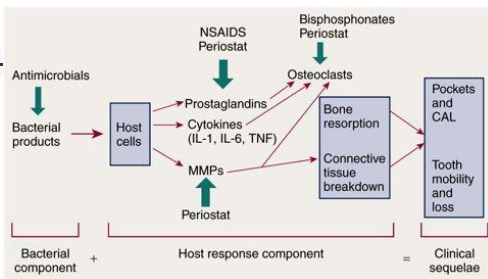 NSAIDS
Periostat
Bisphosphonates
Periostat
Antimicrobials
Osteoclasts
Bacterial
products
Host
cells
Prostaglandins
Cytokines
(IL-1, IL-6, TNF)
MMPs
Periostat
Bone
resorption
Connective
tissue
breakdown
Pockets
and
CAL
Tooth
mobility
and
loss
Bacterial
component
+
Host response component
=
Clinical
sequelae